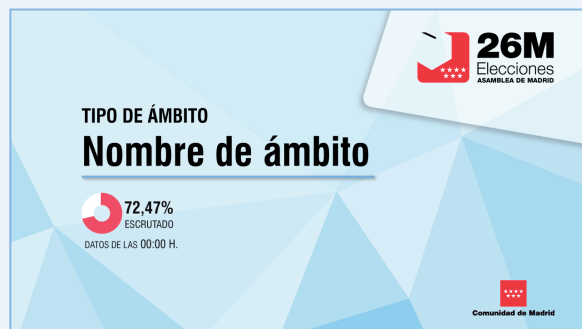 26M
Elecciones
ASAMBLEA DE MADRID
TIPO DE ÁMBITO
Nombre de ámbito
72,47%
ESCRUTADO
DATOS DE LAS 00:00 H.
Comunidad de Madrid